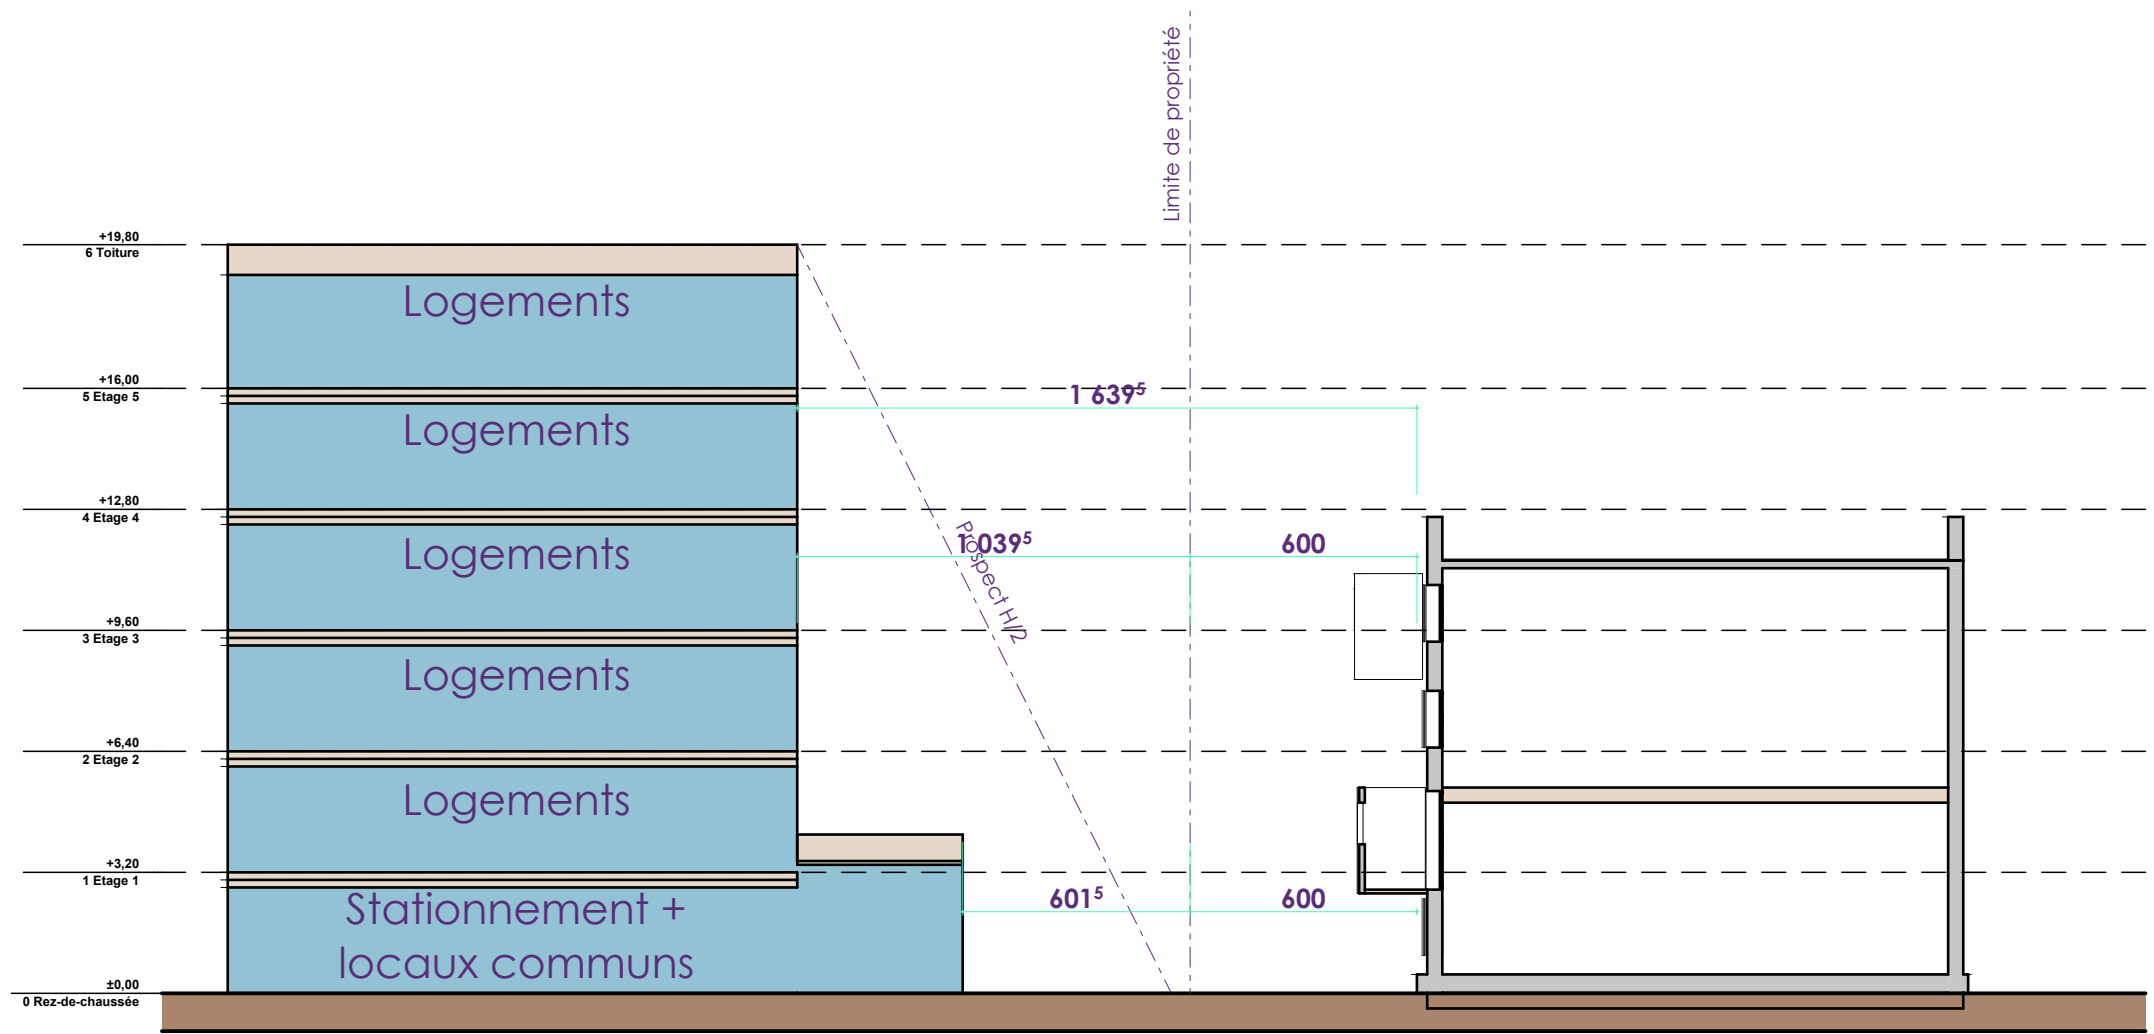 Limite de propriété
+19,80
6 Toiture
Logements
+16,00
5 Etage 5
1 639⁵
Logements
+12,80
4 Etage 4
Logements
1 039⁵
600
Prospect H/2
+9,60
3 Etage 3
Logements
+6,40
2 Etage 2
Logements
+3,20
1 Etage 1
Stationnement +
locaux communs
601⁵
600
±0,00
0 Rez-de-chaussée